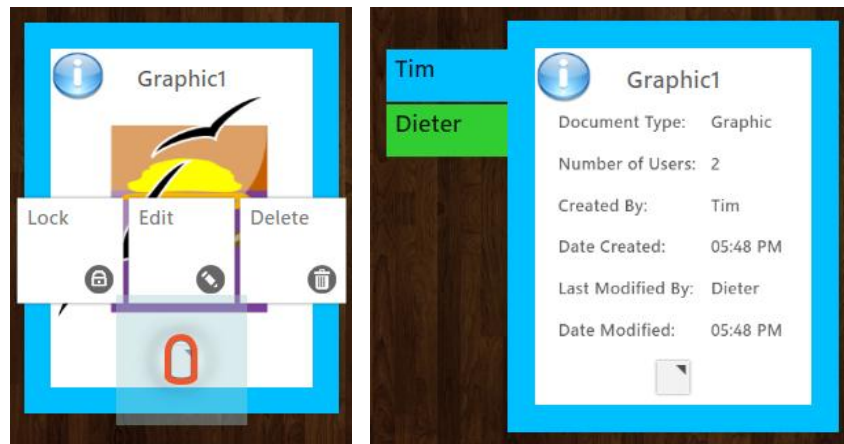 Graphic1
Lock
Edit
Delete
Tim
Dieter
Graphic1
Document Type: Graphic
Number of Users: 2
Created By: Tim
Date Created: 05:48 PM
Last Modified By: Dieter
Date Modified: 05:48 PM